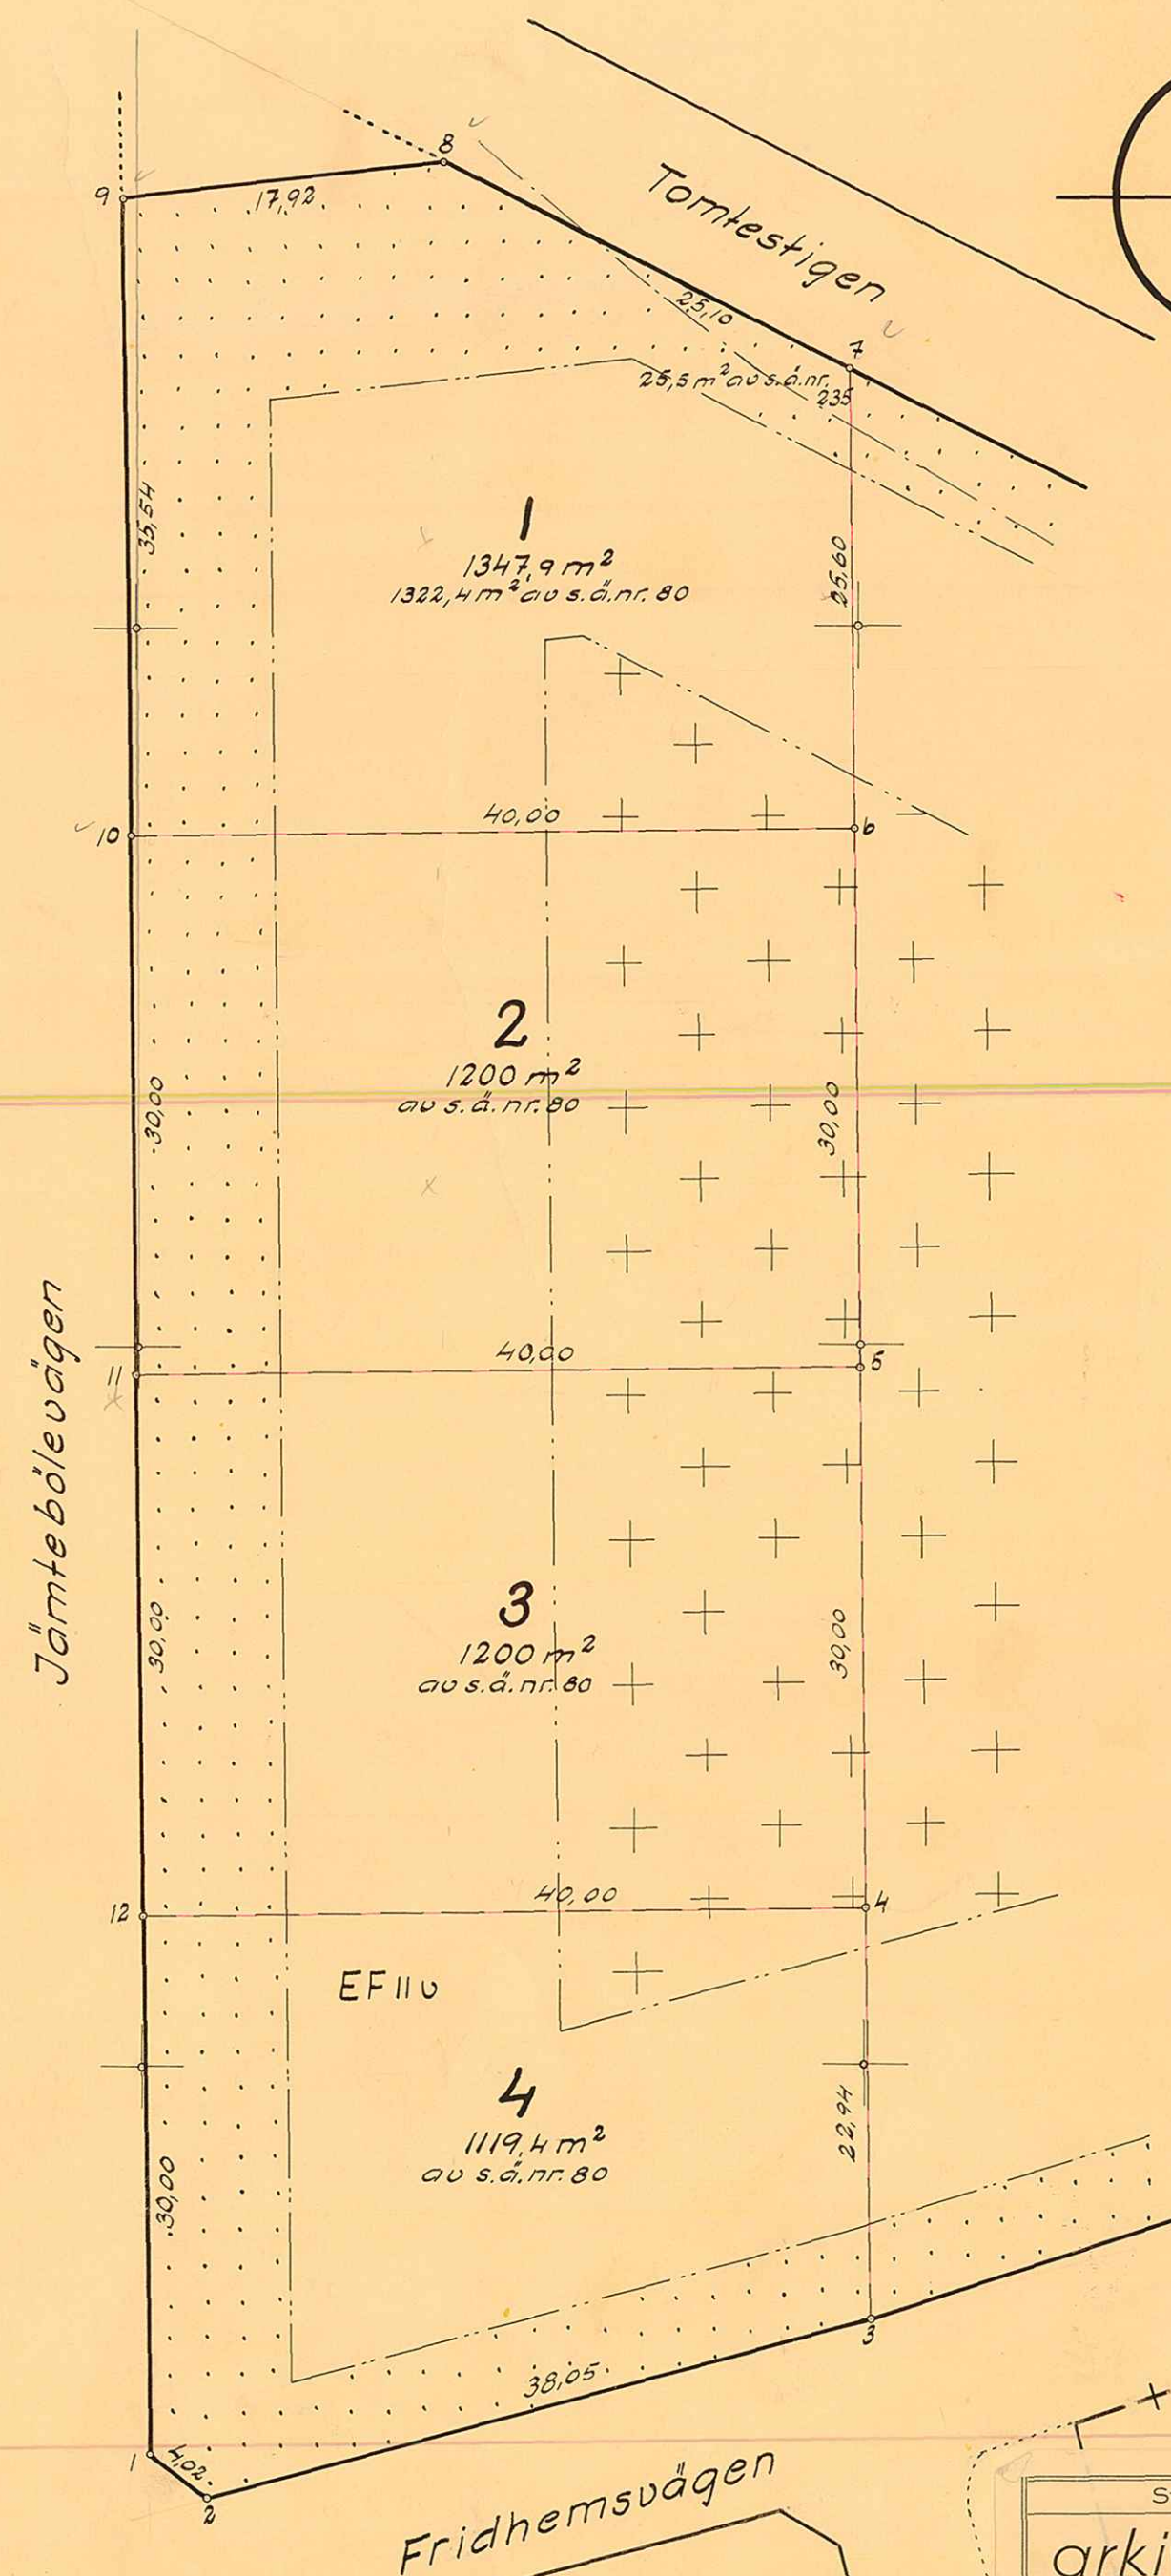 8
9
17,92
Tomtestigen
25,10
7
25,5 m² av s.ä.nr.
235
35,54
1
1347,9 m²
1322,4 m² av s.ä.nr. 80
25,60
40,00
10
6
2
1200 m²
av s.ä.nr. 80
30,00
30,00
Jämtebölevägen
40,00
11
5
3
1200 m²
av s.ä.nr. 80
30,00
30,00
40,00
12
4
EFIIv
4
1119,4 m²
av s.ä.nr. 80
22,94
30,00
3
38,05
1
4,02
2
Fridhemsvägen
S
arki